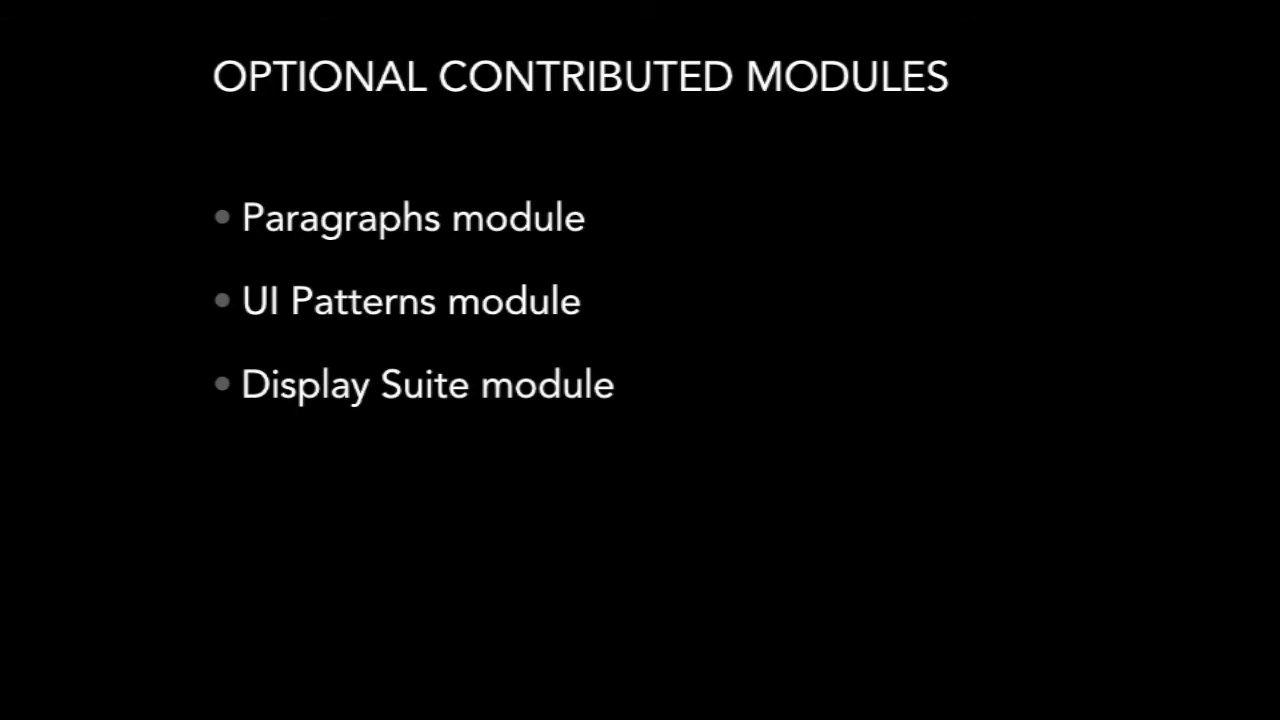 OPTIONAL CONTRIBUTED MODULES
• Paragraphs module
• UI Patterns module
• Display Suite module